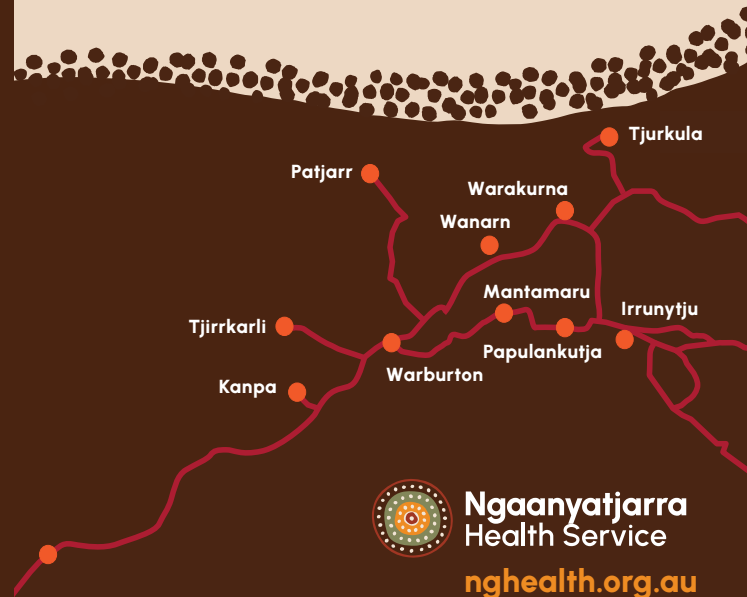 Tjurkula
Patjarr
Warakurna
Wanarn
Mantamaru
Irrunytju
Tjirrkarli
Papulankutja
Warburton
Kanpa
Ngaanyatjarra
Health Service
nghealth.org.au